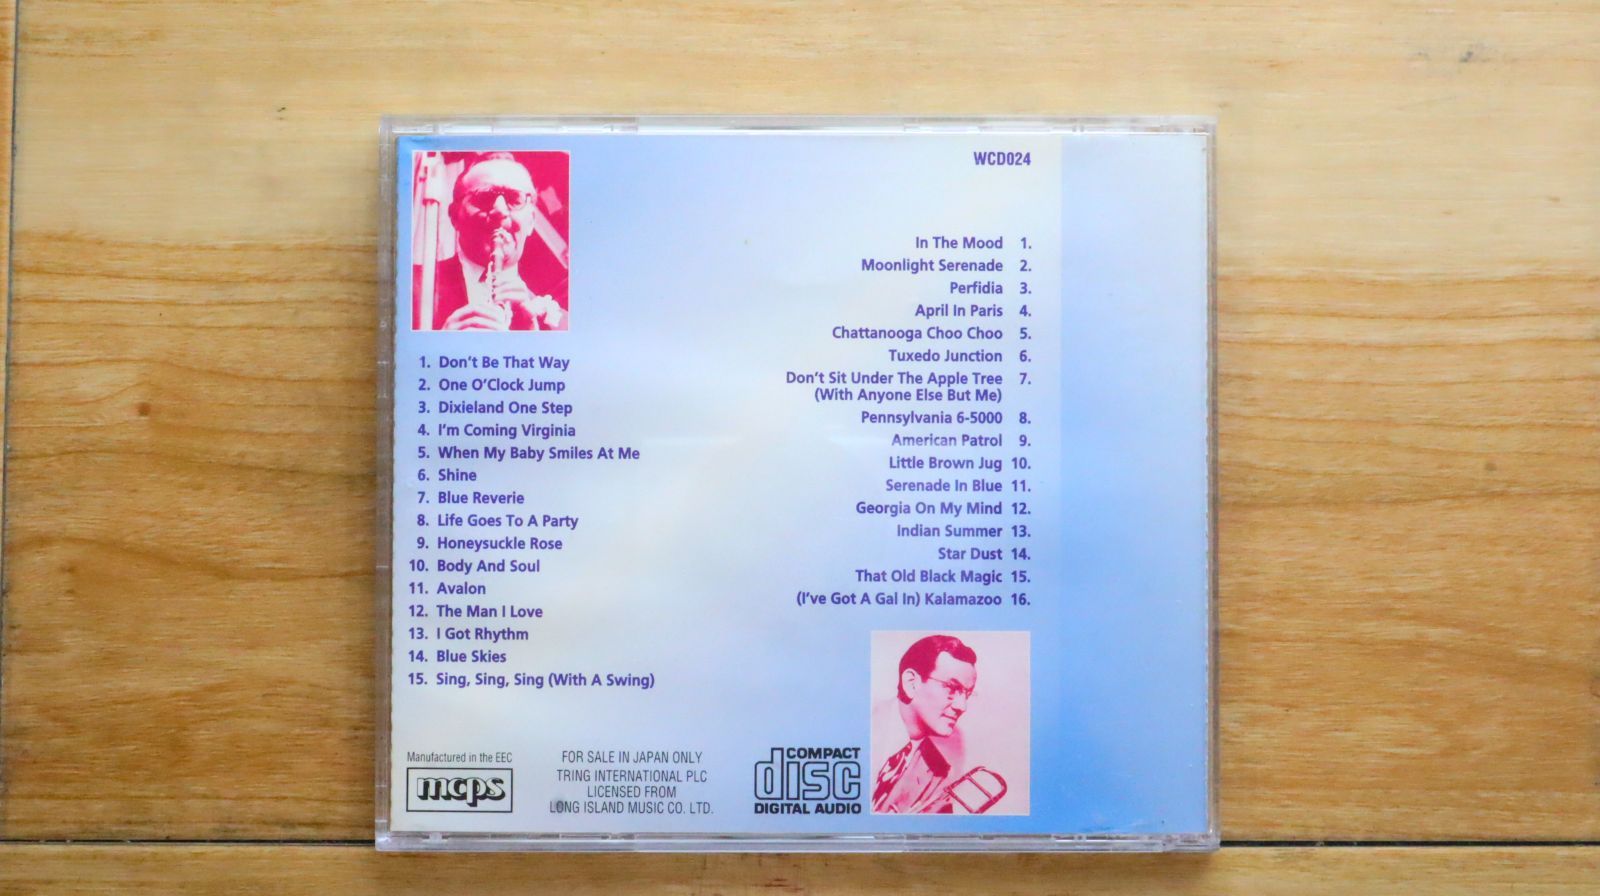 WCD024
1. Don't Be That Way
2. One O'Clock Jump
3. Dixieland One Step
4. I'm Coming Virginia
5. When My Baby Smiles At Me
6. Shine
7. Blue Reverie
8. Life Goes To A Party
9. Honeysuckle Rose
10. Body And Soul
11. Avalon
12. The Man I Love
13. I Got Rhythm
14. Blue Skies
15. Sing, Sing, Sing (With A Swing)
In The Mood 1.
Moonlight Serenade 2.
Perfidia 3.
April In Paris 4.
Chattanooga Choo Choo 5.
Tuxedo Junction 6.
Don't Sit Under The Apple Tree 7.
(With Anyone Else But Me)
Pennsylvania 6-5000 8.
American Patrol 9.
Little Brown Jug 10.
Serenade In Blue 11.
Georgia On My Mind 12.
Indian Summer 13.
Star Dust 14.
That Old Black Magic 15.
(I've Got A Gal In) Kalamazoo 16.
Manufactured in the EEC
mcps
FOR SALE IN JAPAN ONLY
TRING INTERNATIONAL PLC
LICENSED FROM
LONG ISLAND MUSIC CO. LTD.
COMPACT
disc
DIGITAL AUDIO